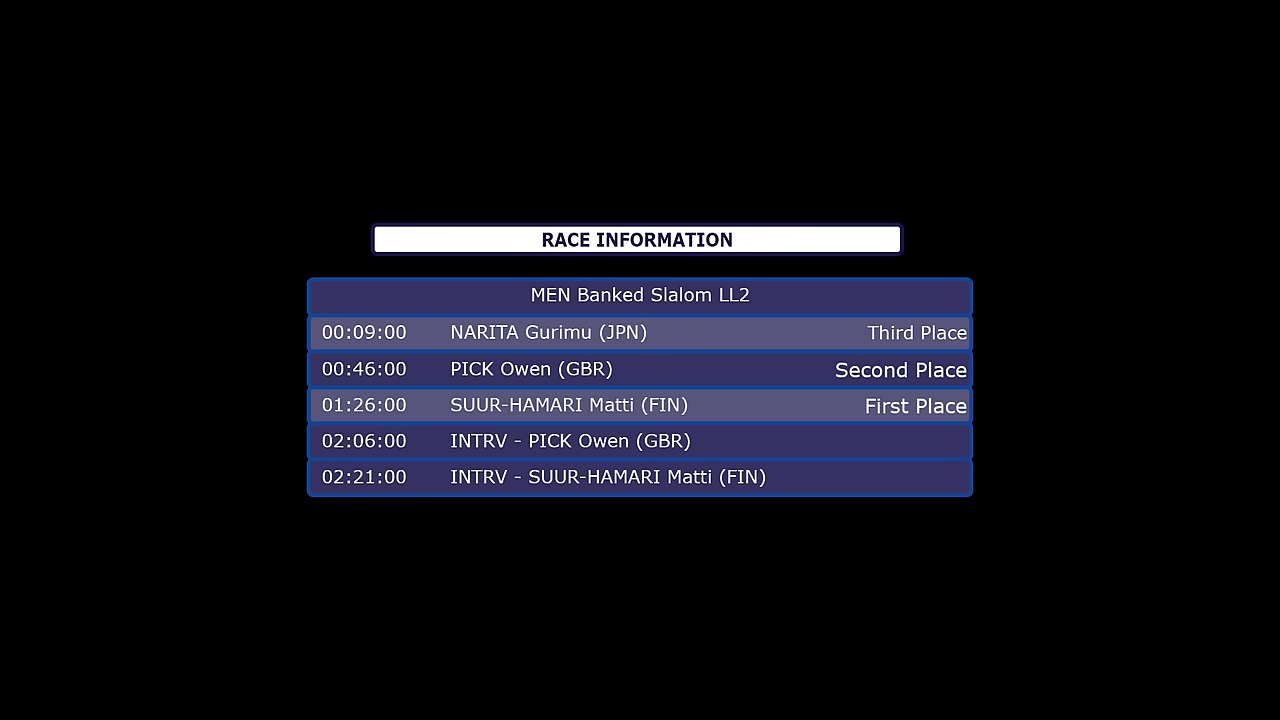 RACE INFORMATION
MEN Banked Slalom LL2
00:09:00 NARITA Gurimu (JPN) Third Place
00:46:00 PICK Owen (GBR) Second Place
01:26:00 SUUR-HAMARI Matti (FIN) First Place
02:06:00 INTRV - PICK Owen (GBR)
02:21:00 INTRV - SUUR-HAMARI Matti (FIN)